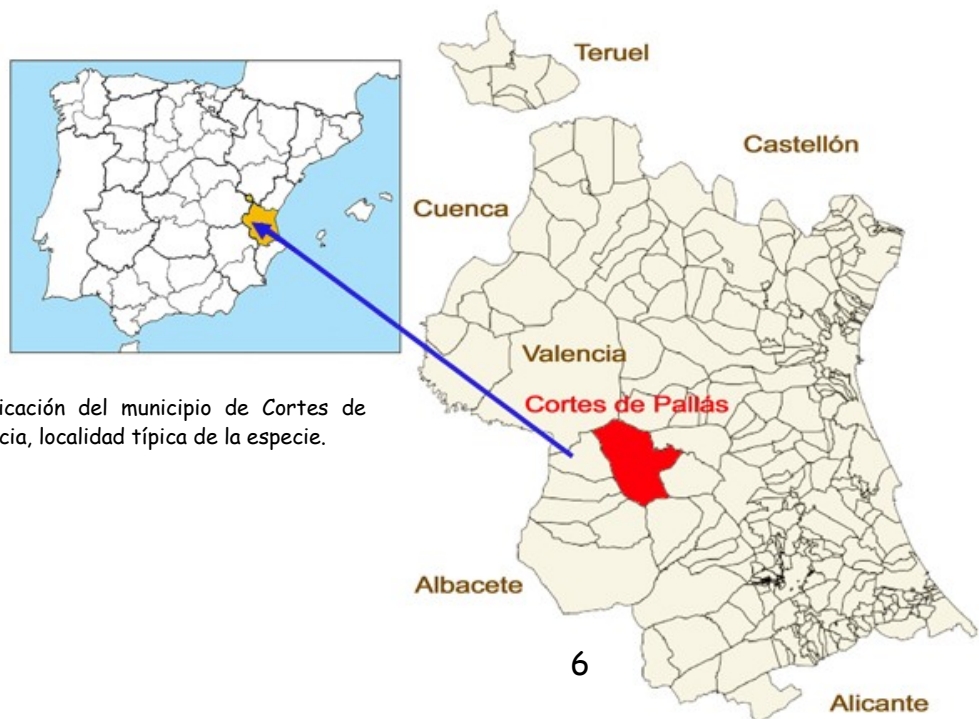 Teruel
Castellón
Cuenca
Valencia
Cortes de Pallás
icación del municipio de Cortes de
cia, localidad típica de la especie.
Albacete
6
Alicante